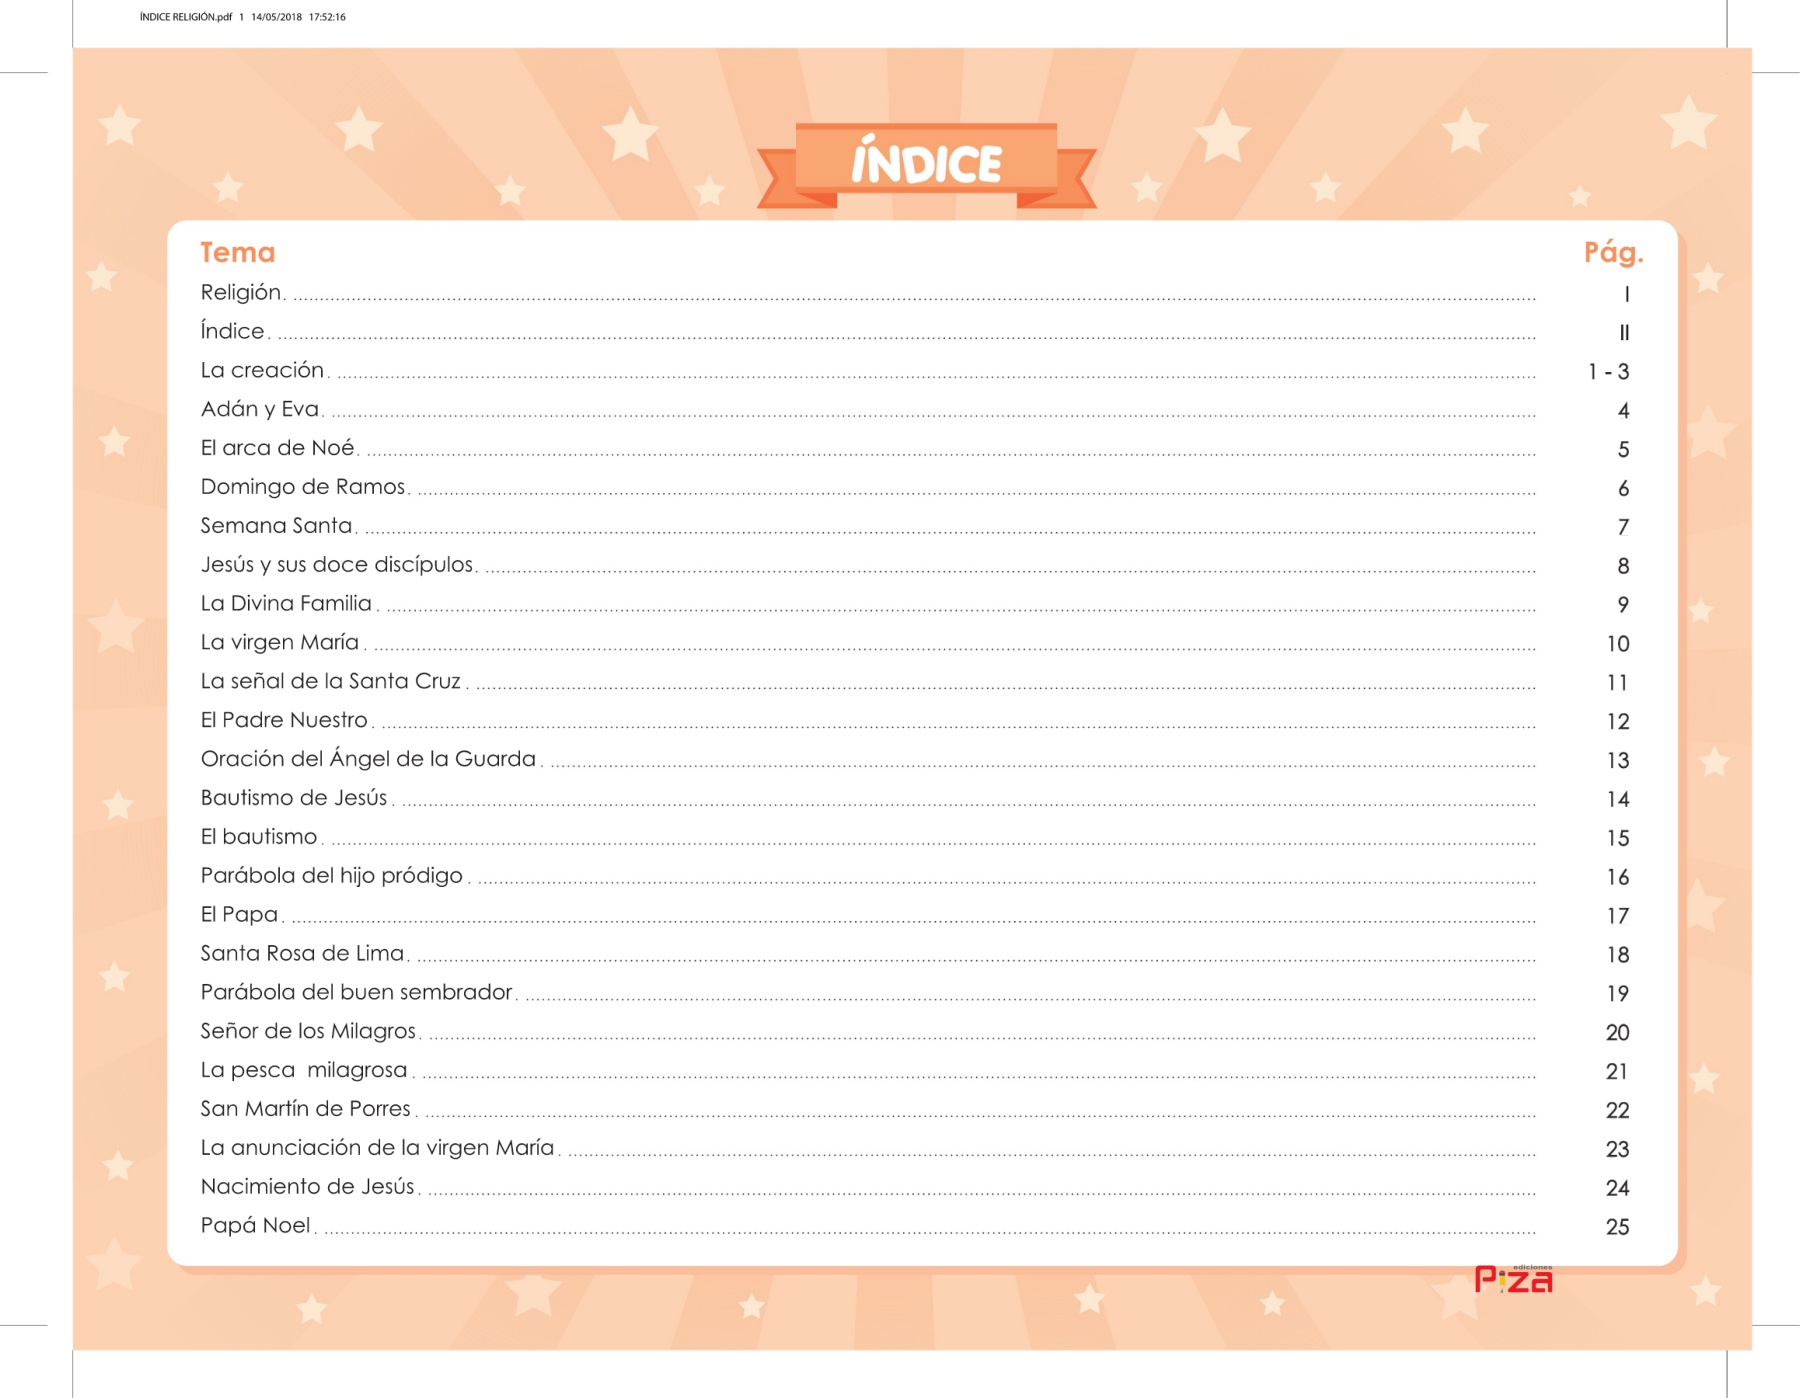 ÍNDICE RELIGIÓN.pdf 1 14/05/2018 17:52:16
ÍNDICE
Tema Pág.
Religión. I
Índice. II
La creación. 1 - 3
Adán y Eva. 4
El arca de Noé. 5
Domingo de Ramos. 6
Semana Santa. 7
Jesús y sus doce discípulos. 8
La Divina Familia. 9
La virgen María. 10
La señal de la Santa Cruz. 11
El Padre Nuestro. 12
Oración del Ángel de la Guarda. 13
Bautismo de Jesús. 14
El bautismo. 15
Parábola del hijo pródigo. 16
El Papa. 17
Santa Rosa de Lima. 18
Parábola del buen sembrador. 19
Señor de los Milagros. 20
La pesca milagrosa. 21
San Martín de Porres. 22
La anunciación de la virgen María. 23
Nacimiento de Jesús. 24
Papá Noel. 25
ediciones
Piza